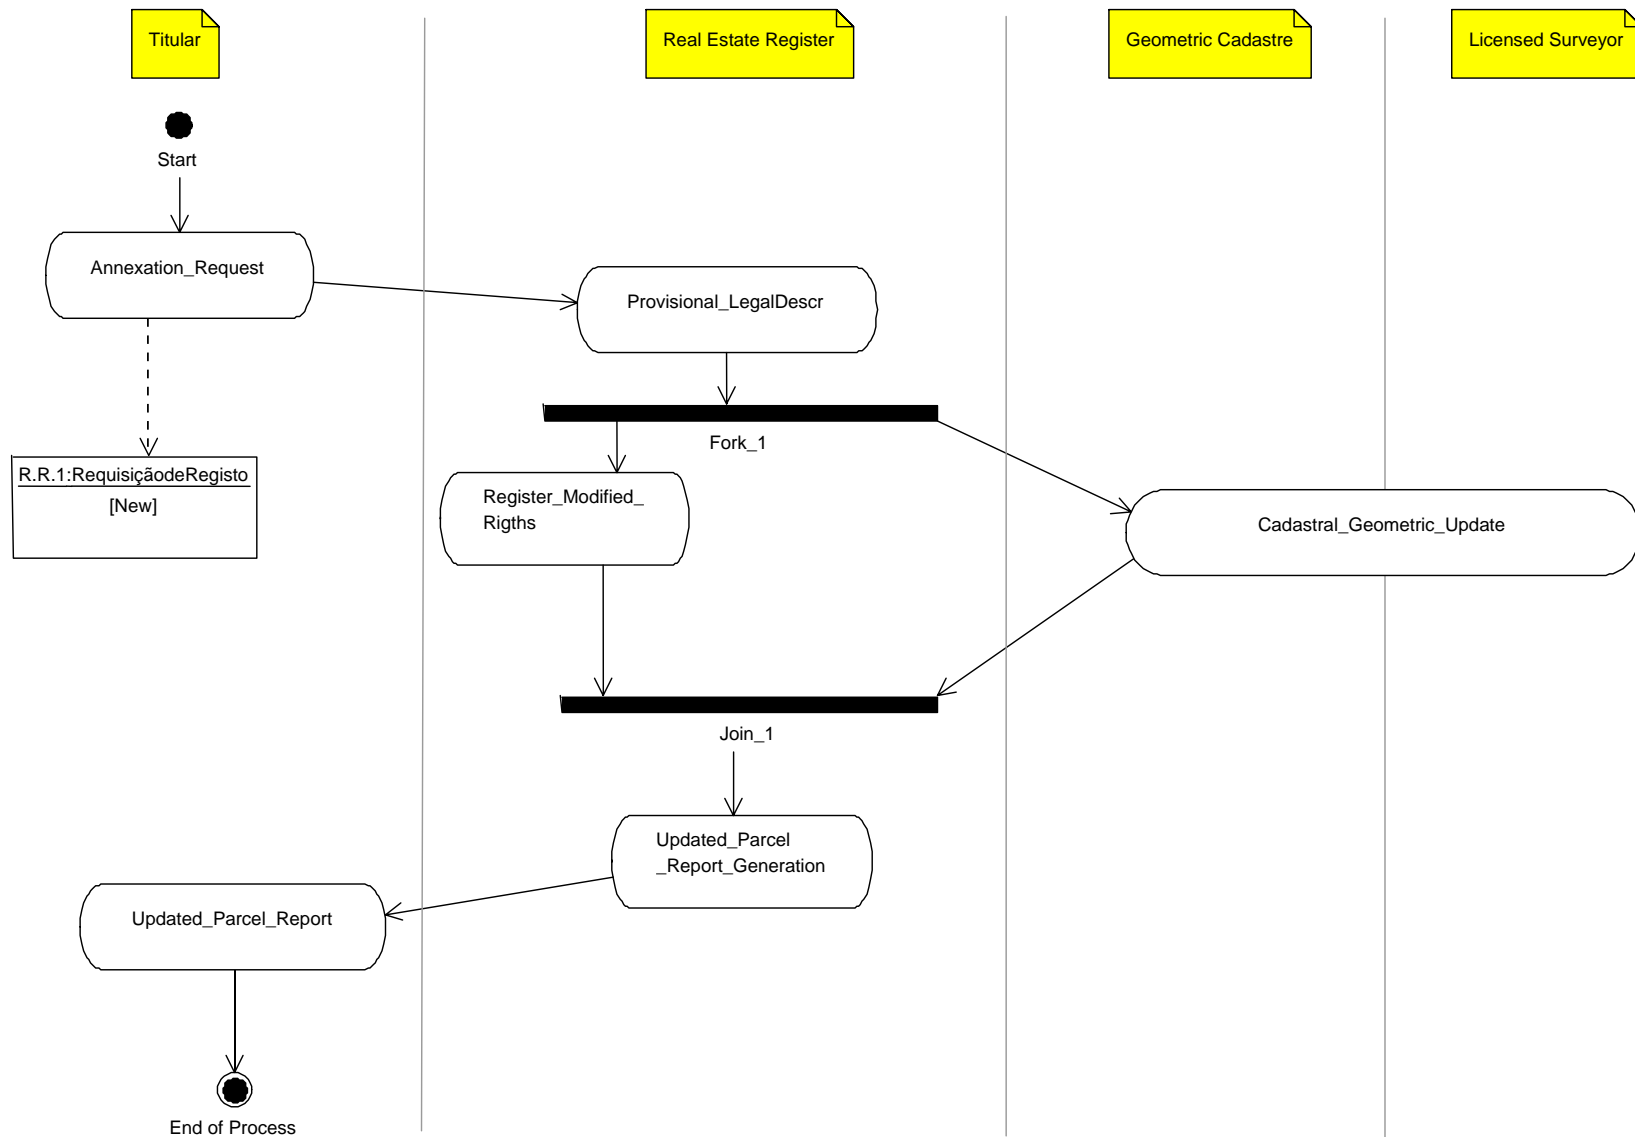 Titular
Real Estate Register
Geometric Cadastre
Licensed Surveyor
Start
Annexation_Request
Provisional_LegalDescr
Fork_1
R.R.1:RequisiçãodeRegisto
[New]
Register_Modified_
Rigths
Cadastral_Geometric_Update
Join_1
Updated_Parcel
_Report_Generation
Updated_Parcel_Report
End of Process